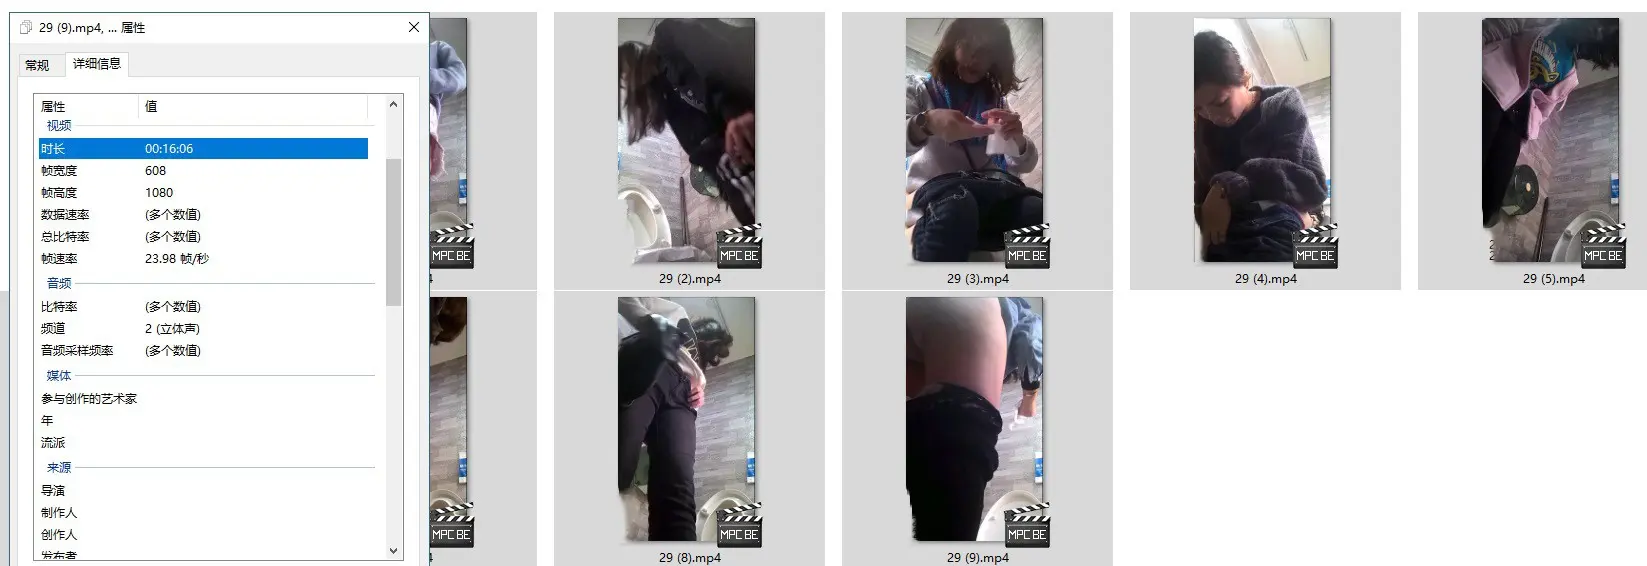 29 (9).mp4, ... 属性
常规
详细信息
属性 值
视频
时长 00:16:06
帧宽度 608
帧高度 1080
数据速率 (多个数值)
总比特率 (多个数值)
帧速率 23.98 帧/秒
音频
比特率 (多个数值)
频道 2 (立体声)
音频采样频率 (多个数值)
媒体
参与创作的艺术家
年
流派
来源
导演
制作人
创作人
发布者
MPC BE
MPC BE
MPC BE
MPC BE
MPC BE
29 (2).mp4
29 (3).mp4
29 (4).mp4
29 (5).mp4
MPC BE
MPC BE
MPC BE
29 (8).mp4
29 (9).mp4